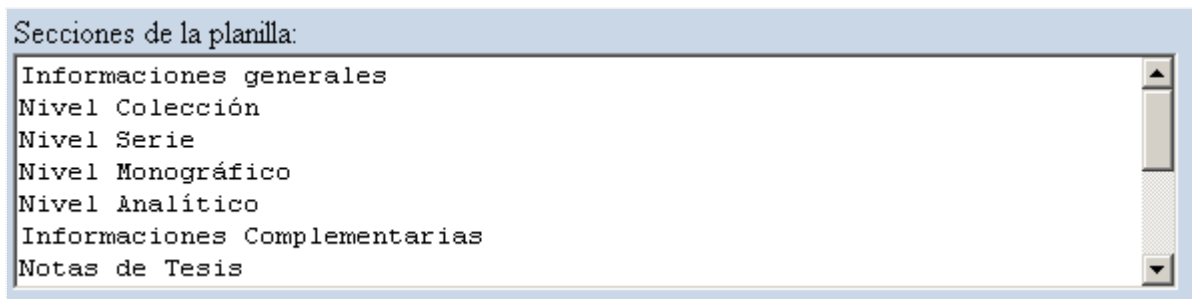 Secciones de la planilla:
Informaciones generales
Nivel Colección
Nivel Serie
Nivel Monográfico
Nivel Analítico
Informaciones Complementarias
Notas de Tesis